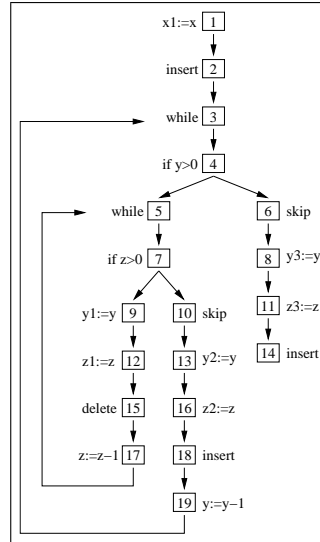 x1:=x 1
insert 2
while 3
if y>0 4
while 5 6 skip
if z>0 7 8 y3:=y
y1:=y 9 10 skip 11 z3:=z
z1:=z 12 13 y2:=y 14 insert
delete 15 16 z2:=z
z:=z-1 17 18 insert
19 y:=y-1